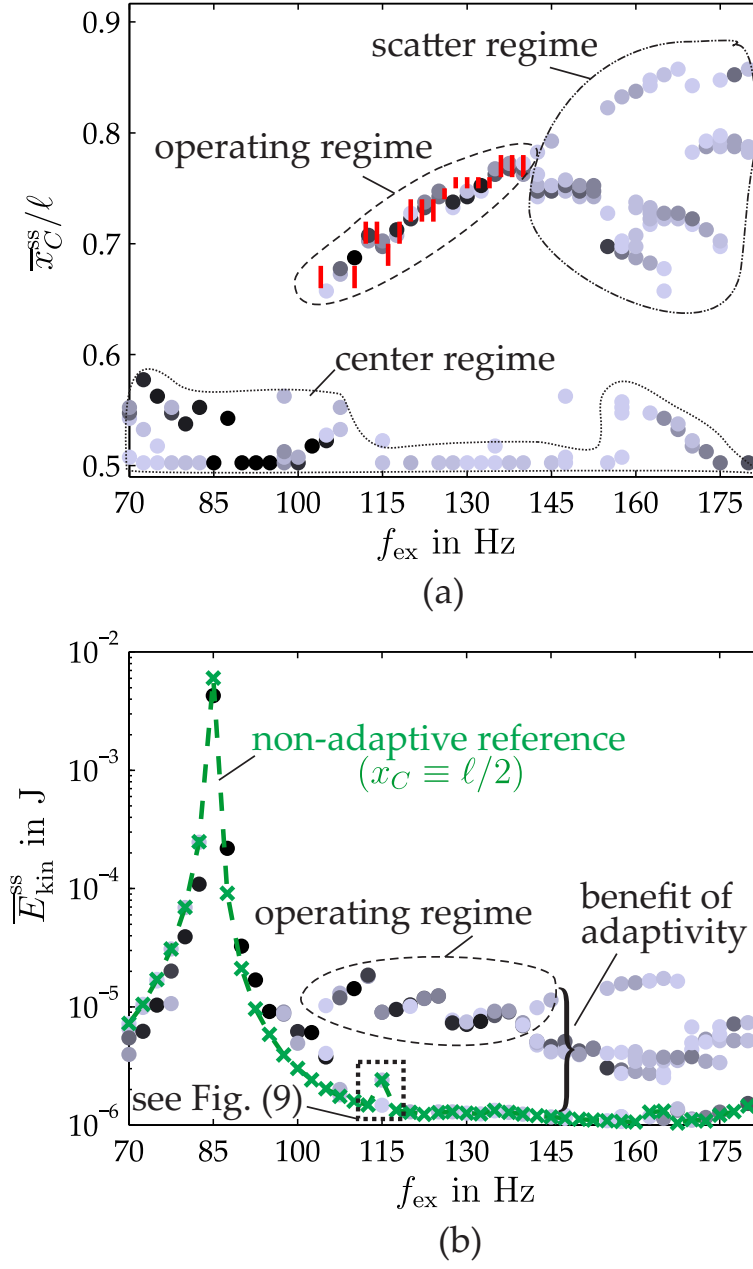 0.9
scatter regime
0.8
operating regime
0.7
x̅_C^ss/ℓ
0.6
center regime
0.5
70 85 100 115 130 145 160 175
f_ex in Hz
(a)
10⁻²
non-adaptive reference
(x_C ≡ ℓ/2)
10⁻³
E̅_kin^ss in J
10⁻⁴
operating regime
benefit of
adaptivity
10⁻⁵
see Fig. (9)
10⁻⁶
70 85 100 115 130 145 160 175
f_ex in Hz
(b)